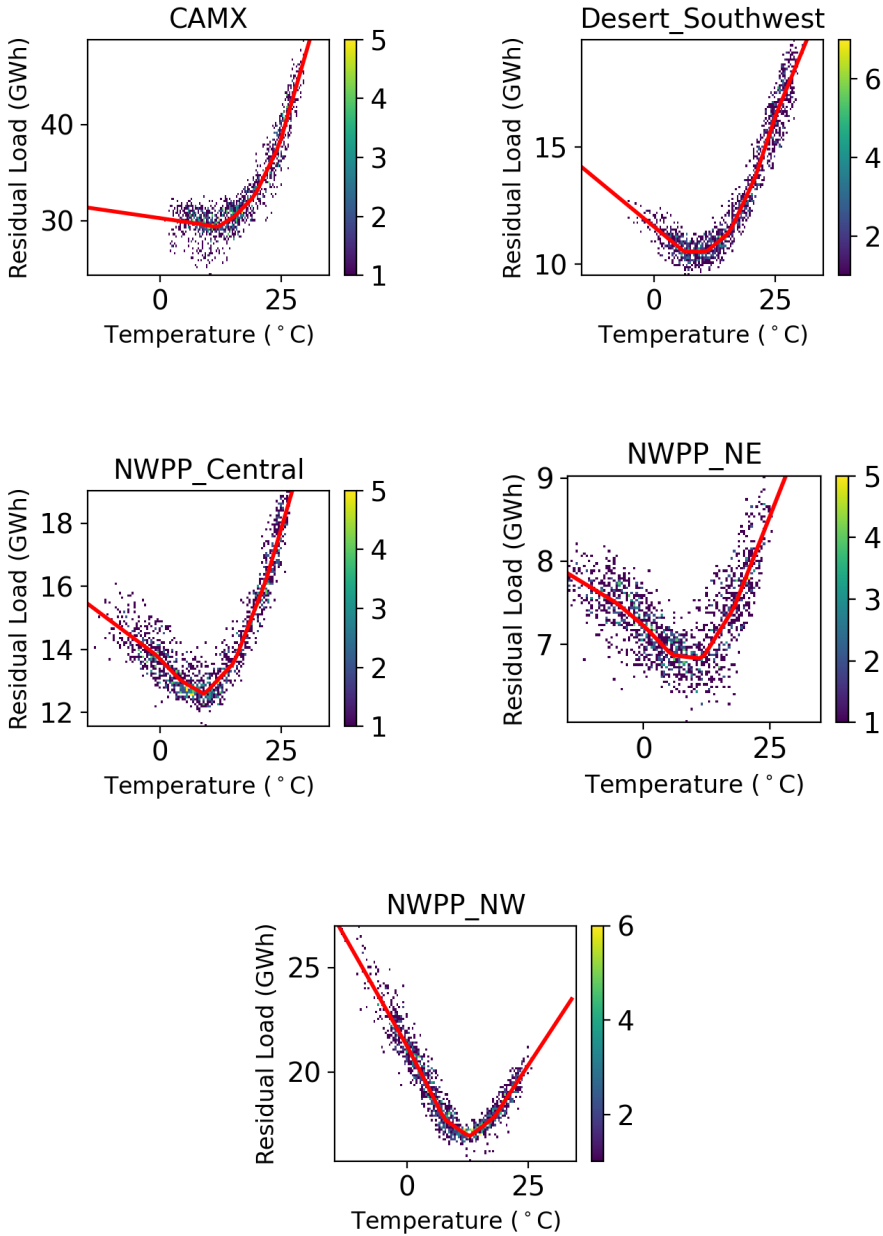 CAMX
Residual Load (GWh)
40
30
0
25
Temperature (°C)
5
4
3
2
1
Desert_Southwest
Residual Load (GWh)
15
10
0
25
Temperature (°C)
6
4
2
NWPP_Central
Residual Load (GWh)
18
16
14
12
0
25
Temperature (°C)
5
4
3
2
1
NWPP_NE
Residual Load (GWh)
9
8
7
0
25
Temperature (°C)
5
4
3
2
1
NWPP_NW
Residual Load (GWh)
25
20
0
25
Temperature (°C)
6
4
2